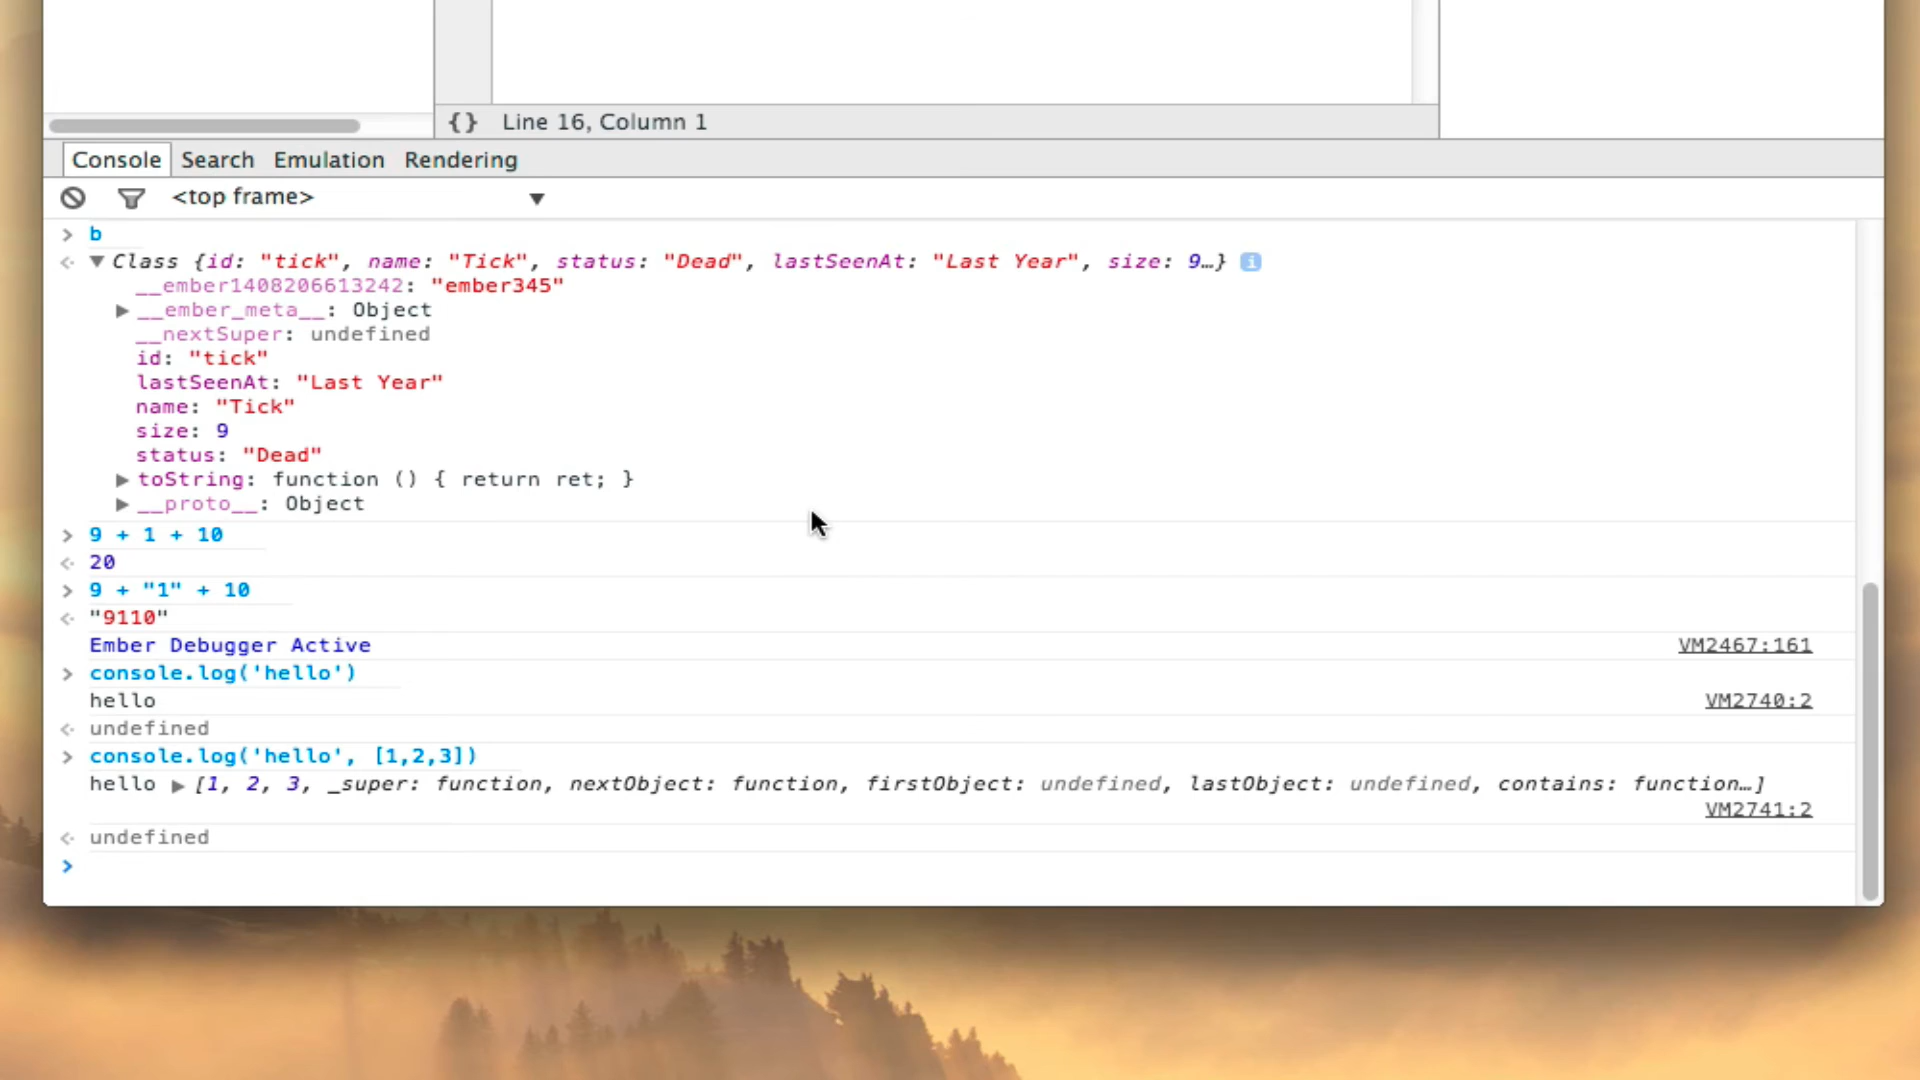 {} Line 16, Column 1
Console Search Emulation Rendering
<top frame> ▼
> b
<· ▼ Class {id: "tick", name: "Tick", status: "Dead", lastSeenAt: "Last Year", size: 9…} i
__ember1408206613242: "ember345"
▶ __ember_meta__: Object
__nextSuper: undefined
id: "tick"
lastSeenAt: "Last Year"
name: "Tick"
size: 9
status: "Dead"
▶ toString: function () { return ret; }
▶ __proto__: Object
> 9 + 1 + 10
<· 20
> 9 + "1" + 10
<· "9110"
Ember Debugger Active VM2467:161
> console.log('hello')
hello VM2740:2
<· undefined
> console.log('hello', [1,2,3])
hello ▶ [1, 2, 3, _super: function, nextObject: function, firstObject: undefined, lastObject: undefined, contains: function…]
VM2741:2
<· undefined
>